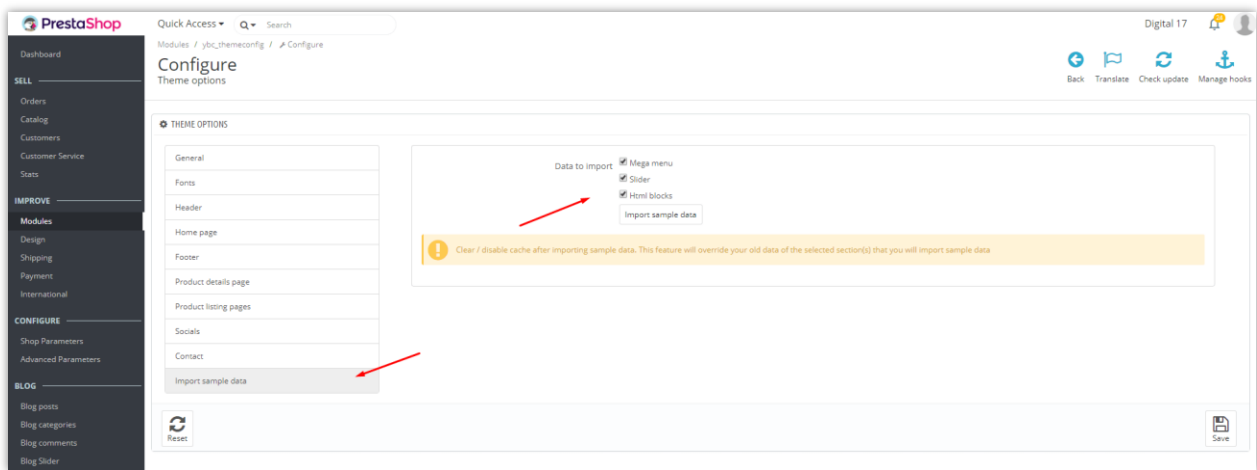 PrestaShop
Quick Access
Search
Digital 17
Modules / ybc_themeconfig / Configure
Configure
Theme options
Back
Translate
Check update
Manage hooks
Dashboard
SELL
Orders
Catalog
Customers
Customer Service
Stats
IMPROVE
Modules
Design
Shipping
Payment
International
CONFIGURE
Shop Parameters
Advanced Parameters
BLOG
Blog posts
Blog categories
Blog comments
Blog Slider
THEME OPTIONS
General
Fonts
Header
Home page
Footer
Product details page
Product listing pages
Socials
Contact
Import sample data
Data to import
Mega menu
Slider
Html blocks
Import sample data
Clear / disable cache after importing sample data. This feature will override your old data of the selected section(s) that you will import sample data
Reset
Save